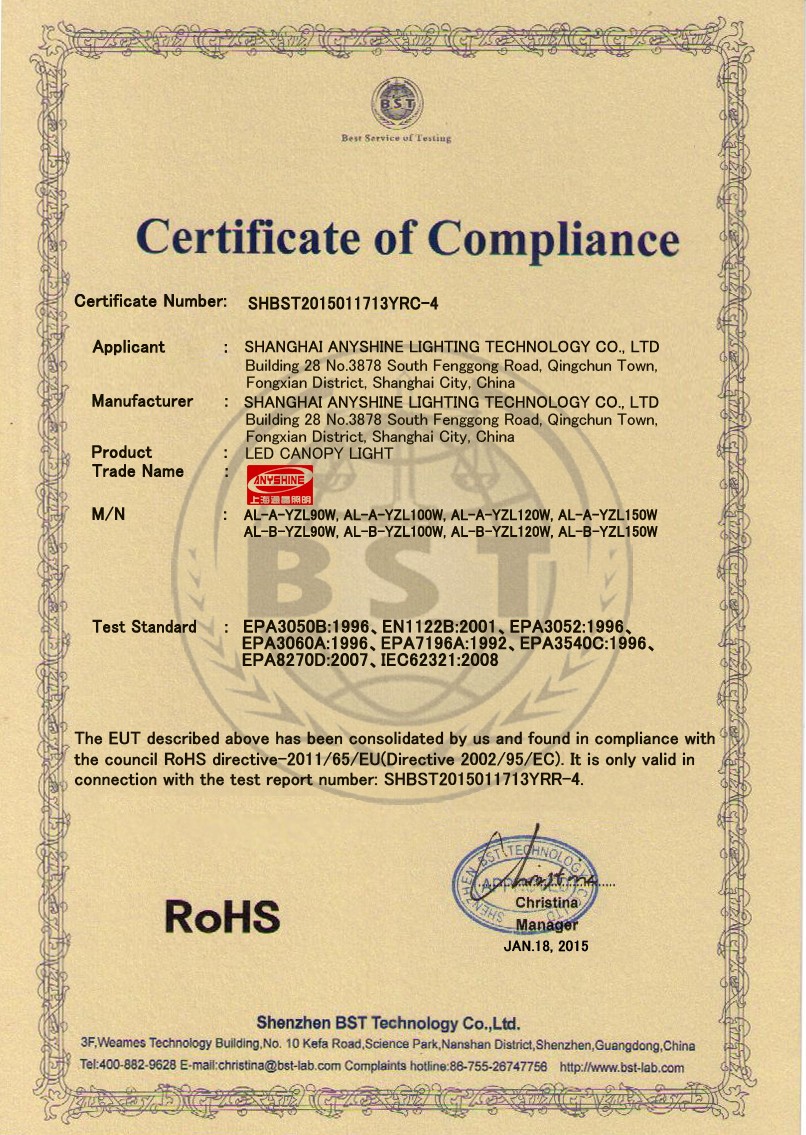 BST
Best Service of Testing
Certificate of Compliance
Certificate Number: SHBST2015011713YRC-4
Applicant : SHANGHAI ANYSHINE LIGHTING TECHNOLOGY CO., LTD
Building 28 No.3878 South Fenggong Road, Qingchun Town,
Fongxian District, Shanghai City, China
Manufacturer : SHANGHAI ANYSHINE LIGHTING TECHNOLOGY CO., LTD
Building 28 No.3878 South Fenggong Road, Qingchun Town,
Fongxian District, Shanghai City, China
Product : LED CANOPY LIGHT
Trade Name :
ANYSHINE
M/N : AL-A-YZL90W, AL-A-YZL100W, AL-A-YZL120W, AL-A-YZL150W
AL-B-YZL90W, AL-B-YZL100W, AL-B-YZL120W, AL-B-YZL150W
BST
Test Standard : EPA3050B:1996、EN1122B:2001、EPA3052:1996、
EPA3060A:1996、EPA7196A:1992、EPA3540C:1996、
EPA8270D:2007、IEC62321:2008
The EUT described above has been consolidated by us and found in compliance with
the council RoHS directive-2011/65/EU(Directive 2002/95/EC). It is only valid in
connection with the test report number: SHBST2015011713YRR-4.
SHENZHEN BST TECHNOLOGY CO.,LTD
APPROVED
Christina
RoHS
Christina
Manager
JAN.18, 2015
Shenzhen BST Technology Co.,Ltd.
3F,Weames Technology Building,No. 10 Kefa Road,Science Park,Nanshan District,Shenzhen,Guangdong,China
Tel:400-882-9628 E-mail:christina@bst-lab.com Complaints hotline:86-755-26747756 http://www.bst-lab.com